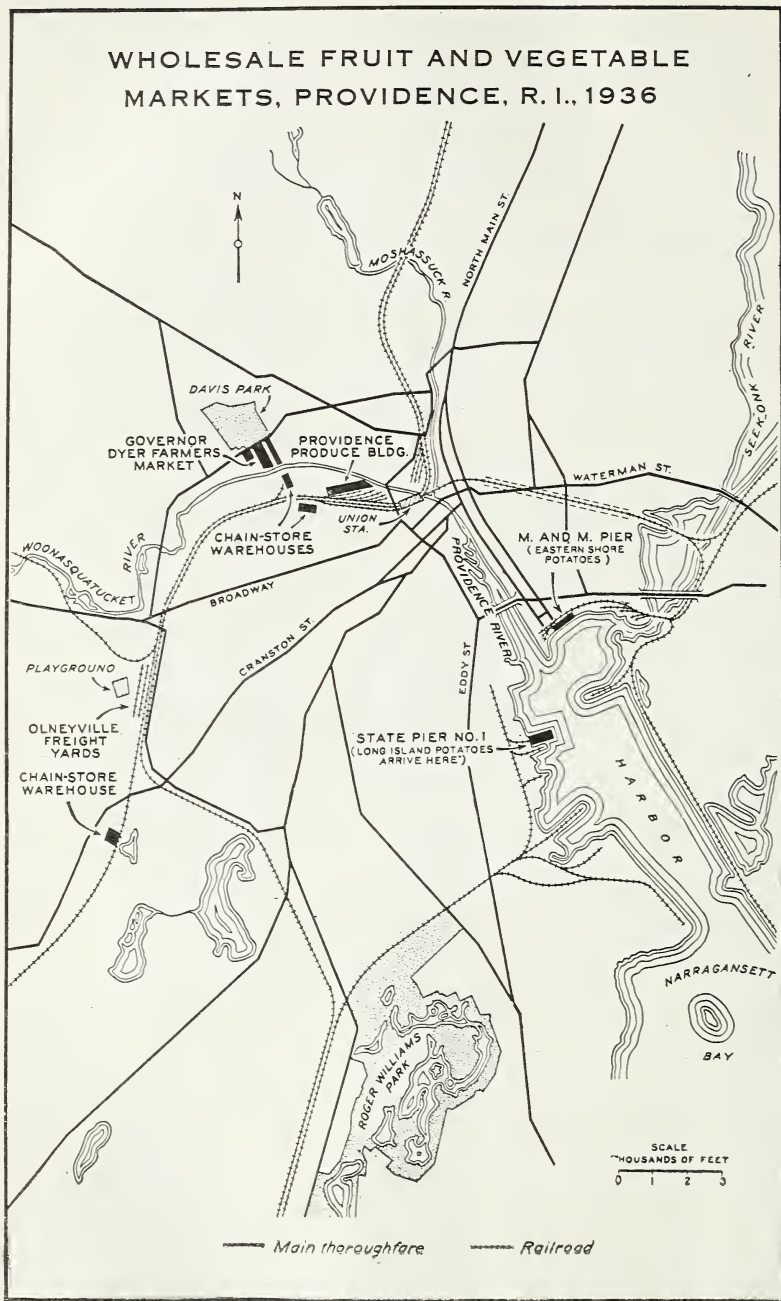 WHOLESALE FRUIT AND VEGETABLE
MARKETS, PROVIDENCE, R. I., 1936
N
MOSHASSUCK R
NORTH MAIN ST.
SEEKONK RIVER
DAVIS PARK
GOVERNOR
DYER FARMERS
MARKET
PROVIDENCE
PRODUCE BLDG.
WATERMAN ST.
UNION
STA.
CHAIN-STORE
WAREHOUSES
M. AND M. PIER
(EASTERN SHORE
POTATOES)
WOONASQUATUCKET
RIVER
BROADWAY
PROVIDENCE RIVER
CRANSTON ST.
EDDY ST
PLAYGROUND
OLNEYVILLE
FREIGHT
YARDS
STATE PIER NO. 1
(LONG ISLAND POTATOES
ARRIVE HERE)
CHAIN-STORE
WAREHOUSE
HARBOR
NARRAGANSETT
BAY
ROGER WILLIAMS
PARK
SCALE
THOUSANDS OF FEET
0 1 2 3
Main thoroughfare
Railroad